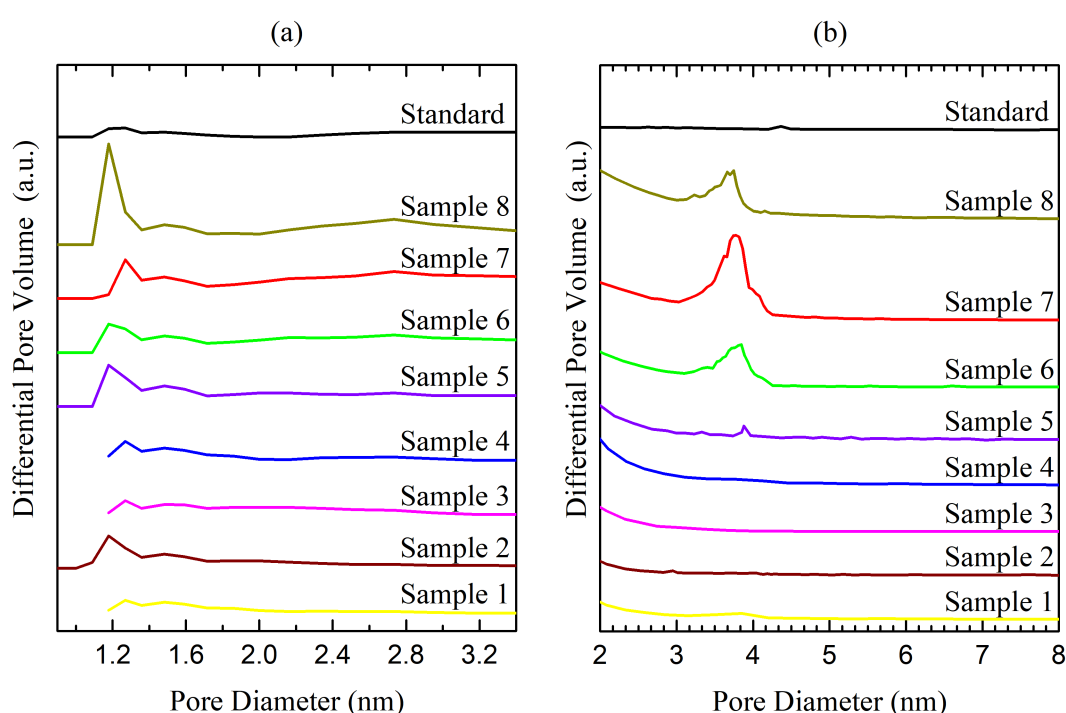 (a)
Differential Pore Volume (a.u.)
Standard
Sample 8
Sample 7
Sample 6
Sample 5
Sample 4
Sample 3
Sample 2
Sample 1
1.2 1.6 2.0 2.4 2.8 3.2
Pore Diameter (nm)
(b)
Differential Pore Volume (a.u.)
Standard
Sample 8
Sample 7
Sample 6
Sample 5
Sample 4
Sample 3
Sample 2
Sample 1
2 3 4 5 6 7 8
Pore Diameter (nm)